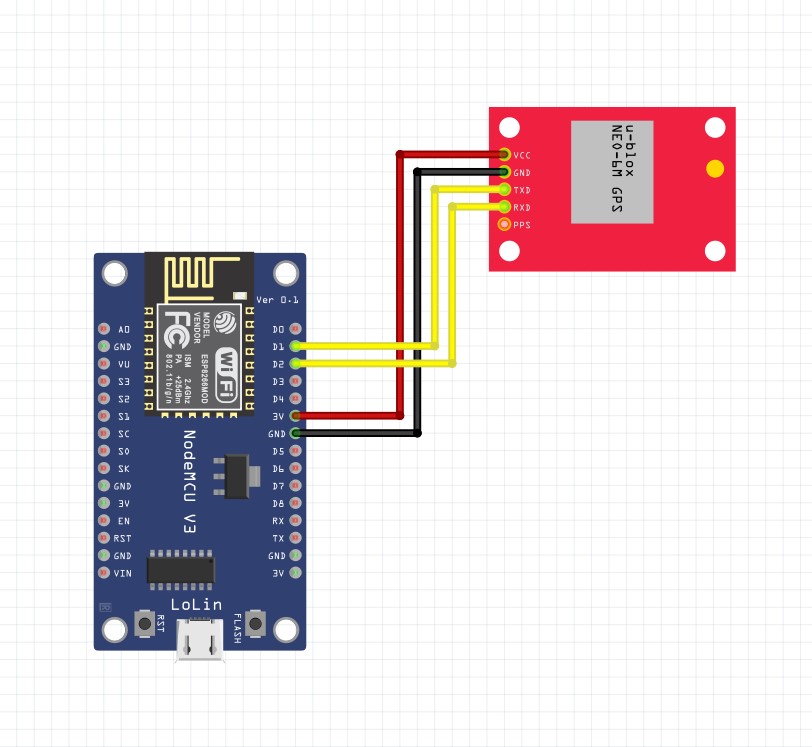 u-blox
NEO-6M GPS
VCC
GND
TXD
RXD
PPS
Ver 0.1
MODEL
VENDOR
ESP8266MOD
FC
WiFi
ISM 2.4GHz
PA +25dBm
802.11b/g/n
A0
GND
VU
S3
S2
S1
SC
S0
SK
GND
3V
EN
RST
GND
VIN
D0
D1
D2
D3
D4
3V
GND
D5
D6
D7
D8
RX
TX
GND
3V
NodeMCU V3
LoLin
RST
FLASH